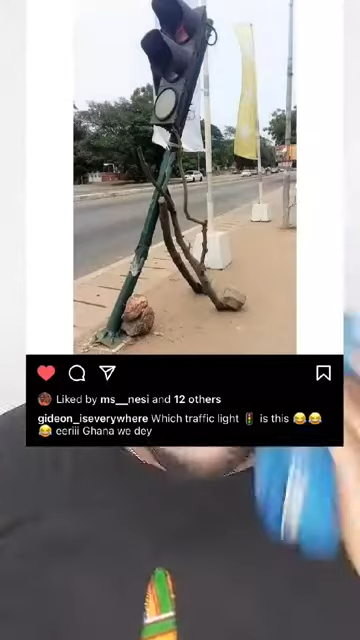 Liked by ms__nesi and 12 others
gideon_iseverywhere Which traffic light 🚦 is this 😂😂
😂 eeriii Ghana we dey